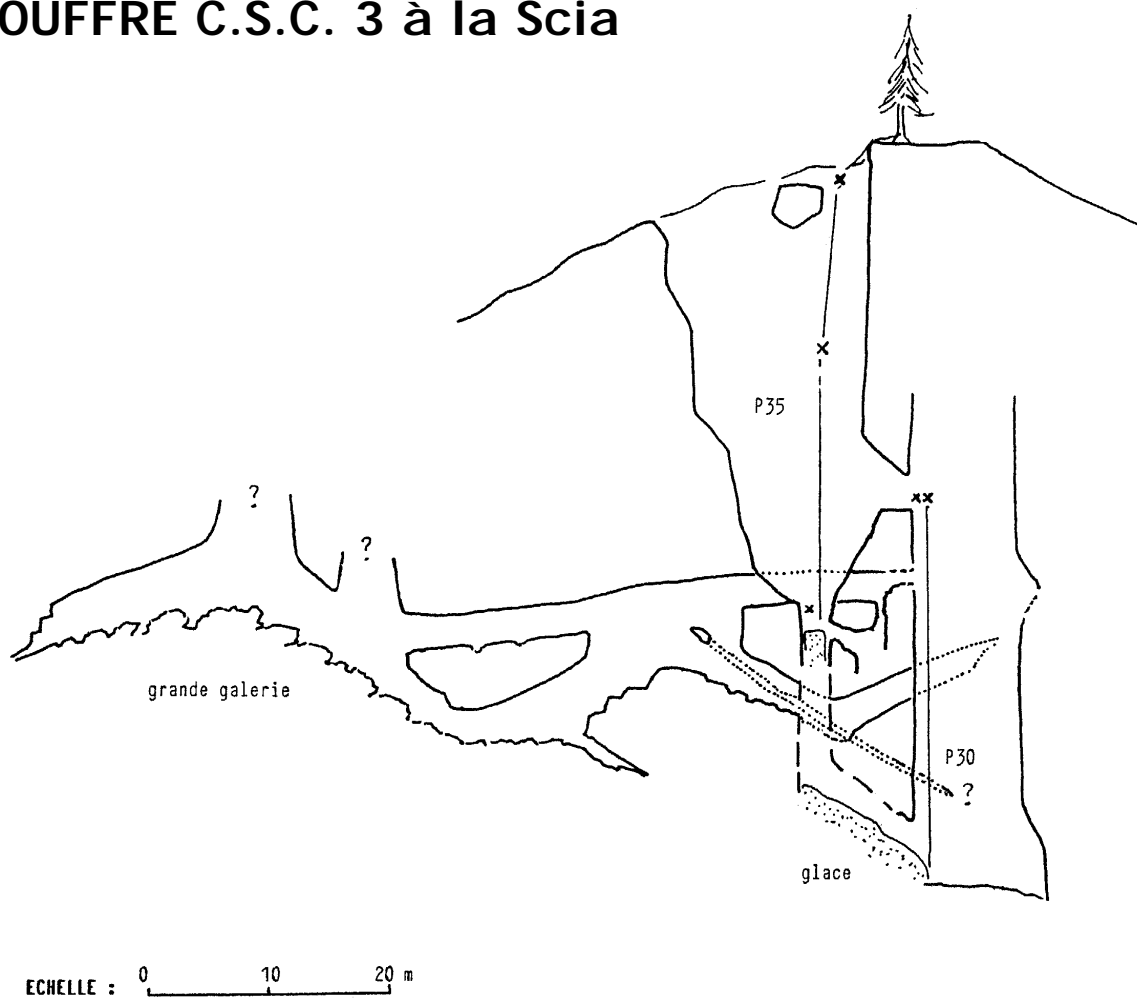 OUFFRE C.S.C. 3 à la Scia
P35
?
?
grande galerie
P30
?
glace
ECHELLE : 0 10 20 m